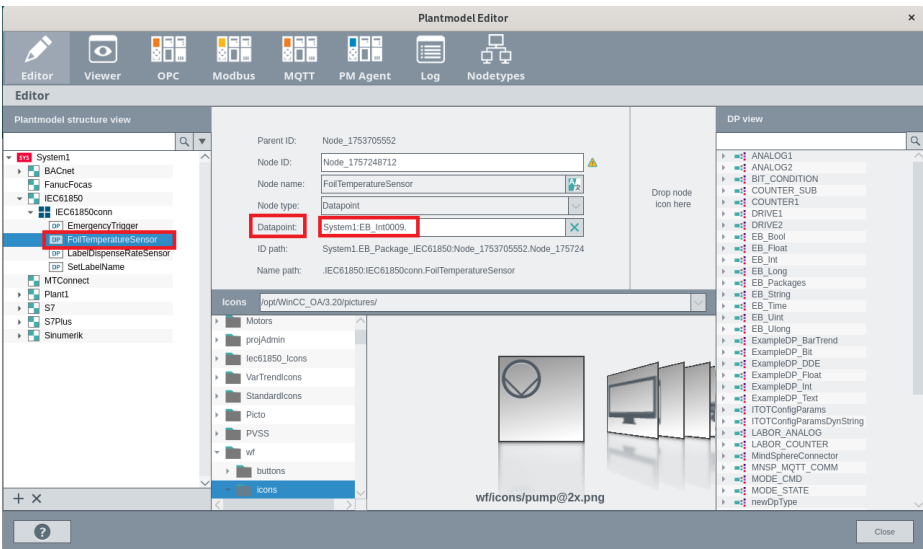 Plantmodel Editor
Editor
Viewer
OPC
Modbus
MQTT
PM Agent
Log
Nodetypes
Editor
Plantmodel structure view
SYS System1
BACnet
FanucFocas
IEC61850
IEC61850conn
DP EmergencyTrigger
DP FoilTemperatureSensor
DP LabelDispenseRateSensor
DP SetLabelName
MTConnect
Plant1
S7
S7Plus
Sinumerik
Parent ID: Node_1753705552
Node ID: Node_1757248712
Node name: FoilTemperatureSensor
Node type: Datapoint
Datapoint: System1:EB_Int0009.
ID path: System1.EB_Package_IEC61850:Node_1753705552.Node_175724
Name path: .IEC61850:IEC61850conn.FoilTemperatureSensor
Drop node
icon here
Icons /opt/WinCC_OA/3.20/pictures/
Motors
projAdmin
Iec61850_Icons
VarTrendIcons
StandardIcons
Picto
PVSS
wf
buttons
icons
wf/icons/pump@2x.png
DP view
ANALOG1
ANALOG2
BIT_CONDITION
COUNTER_SUB
COUNTER1
DRIVE1
DRIVE2
EB_Bool
EB_Float
EB_Int
EB_Long
EB_Packages
EB_String
EB_Time
EB_Uint
EB_Ulong
ExampleDP_BarTrend
ExampleDP_Bit
ExampleDP_DDE
ExampleDP_Float
ExampleDP_Int
ExampleDP_Text
ITOTConfigParams
ITOTConfigParamsDynString
LABOR_ANALOG
LABOR_COUNTER
MindSphereConnector
MNSP_MQTT_COMM
MODE_CMD
MODE_STATE
newDpType
Close